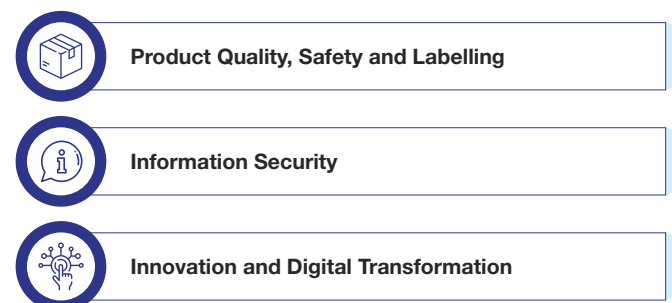 Product Quality, Safety and Labelling
Information Security
Innovation and Digital Transformation